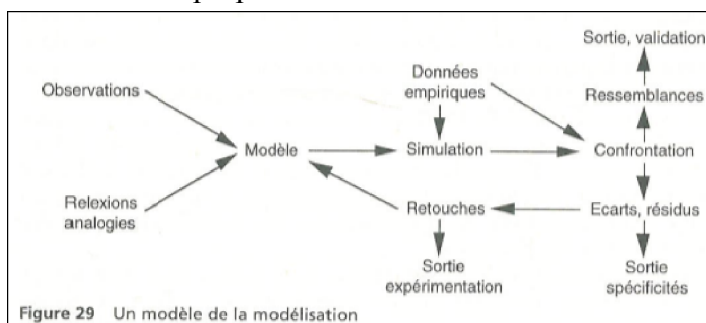 Sortie, validation
Données
empiriques
Observations
Ressemblances
Modèle
Simulation
Confrontation
Relexions
analogies
Retouches
Ecarts, résidus
Sortie
expérimentation
Sortie
spécificités
Figure 29 Un modèle de la modélisation